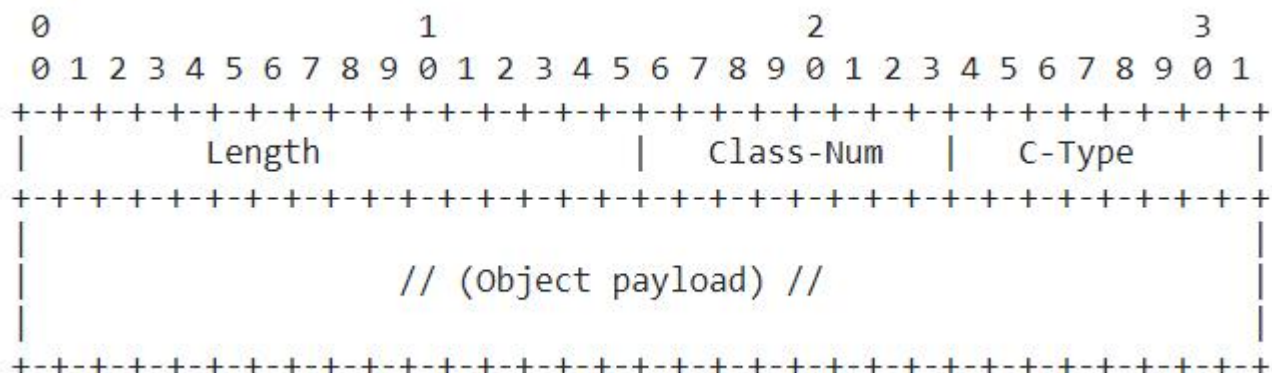 0                   1                   2                   3
0 1 2 3 4 5 6 7 8 9 0 1 2 3 4 5 6 7 8 9 0 1 2 3 4 5 6 7 8 9 0 1
+-+-+-+-+-+-+-+-+-+-+-+-+-+-+-+-+-+-+-+-+-+-+-+-+-+-+-+-+-+-+-+-+
|         Length                |   Class-Num   |   C-Type      |
+-+-+-+-+-+-+-+-+-+-+-+-+-+-+-+-+-+-+-+-+-+-+-+-+-+-+-+-+-+-+-+-+
|                                                               |
|                   // (Object payload) //                      |
|                                                               |
+-+-+-+-+-+-+-+-+-+-+-+-+-+-+-+-+-+-+-+-+-+-+-+-+-+-+-+-+-+-+-+-+